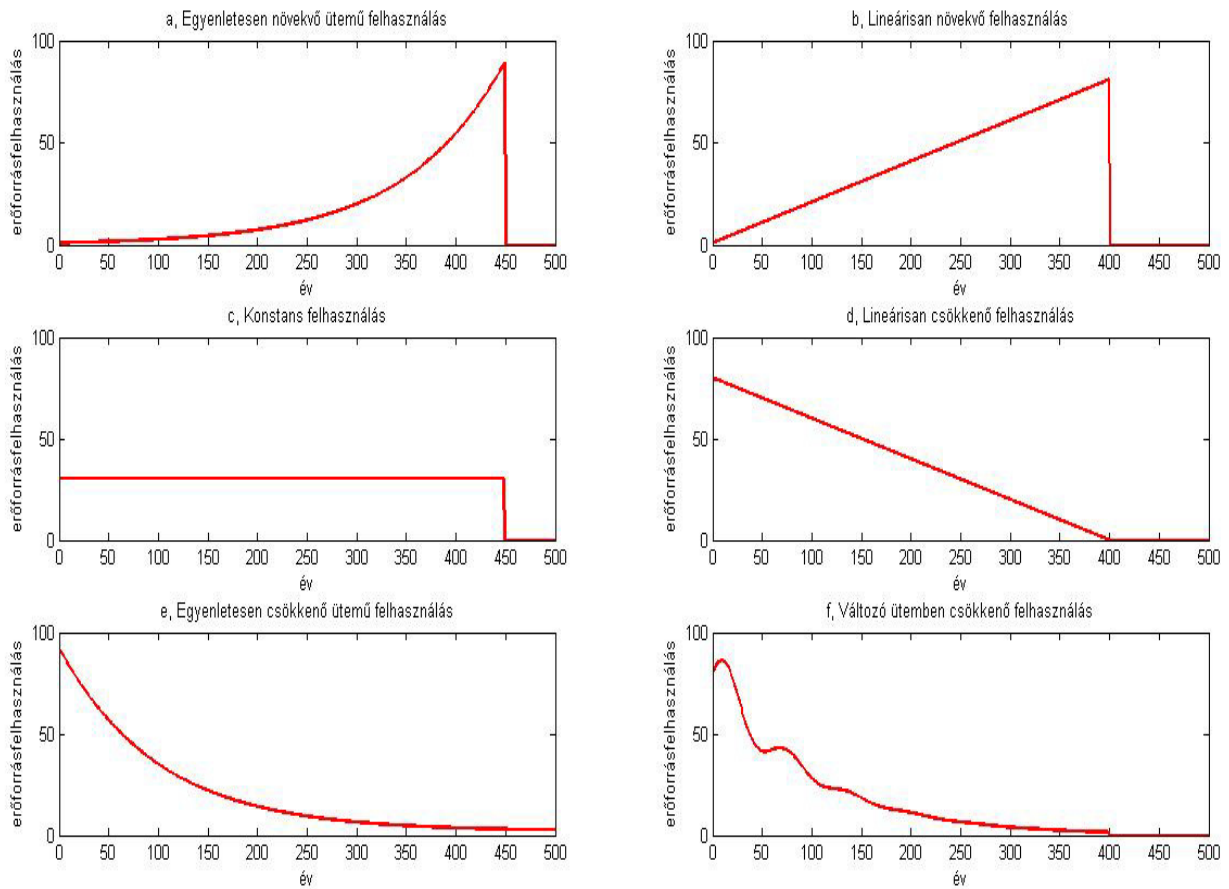 a, Egyenletesen növekvő ütemű felhasználás
erőforrásfelhasználás
100
50
0
0 50 100 150 200 250 300 350 400 450 500
év
b, Lineárisan növekvő felhasználás
erőforrásfelhasználás
100
50
0
0 50 100 150 200 250 300 350 400 450 500
év
c, Konstans felhasználás
erőforrásfelhasználás
100
50
0
0 50 100 150 200 250 300 350 400 450 500
év
d, Lineárisan csökkenő felhasználás
erőforrásfelhasználás
100
50
0
0 50 100 150 200 250 300 350 400 450 500
év
e, Egyenletesen csökkenő ütemű felhasználás
erőforrásfelhasználás
100
50
0
0 50 100 150 200 250 300 350 400 450 500
év
f, Változó ütemben csökkenő felhasználás
erőforrásfelhasználás
100
50
0
0 50 100 150 200 250 300 350 400 450 500
év